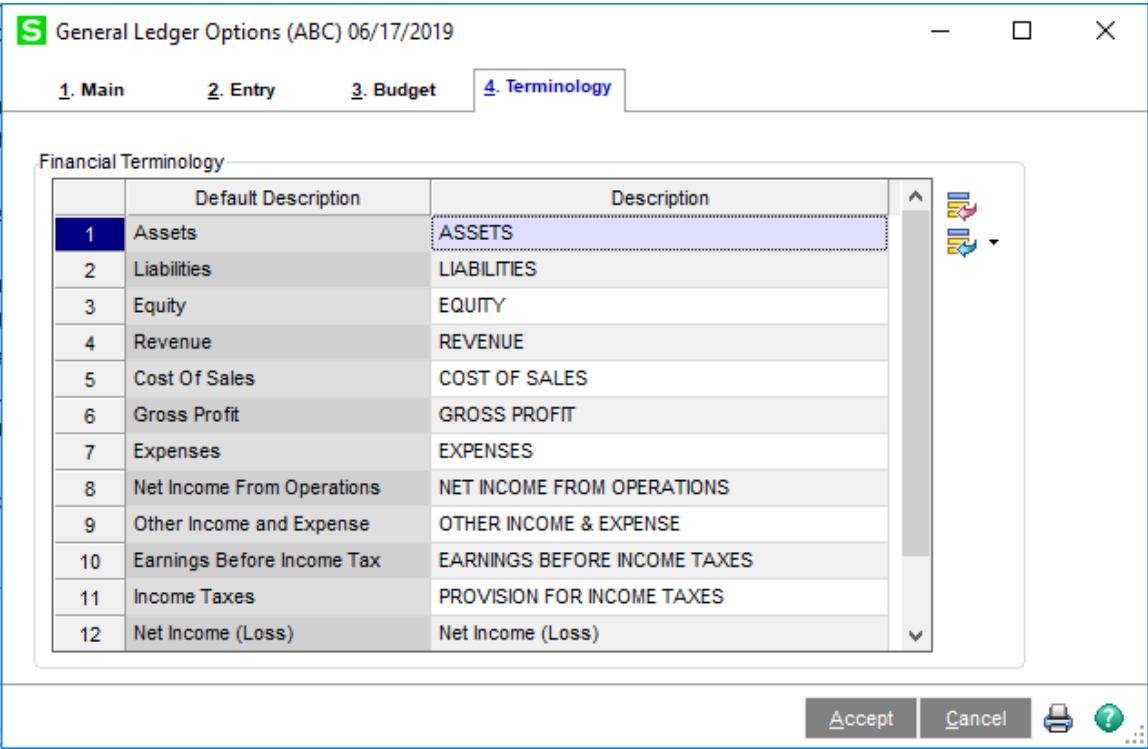 S General Ledger Options (ABC) 06/17/2019
1. Main 2. Entry 3. Budget 4. Terminology
Financial Terminology
Default Description Description
1 Assets ASSETS
2 Liabilities LIABILITIES
3 Equity EQUITY
4 Revenue REVENUE
5 Cost Of Sales COST OF SALES
6 Gross Profit GROSS PROFIT
7 Expenses EXPENSES
8 Net Income From Operations NET INCOME FROM OPERATIONS
9 Other Income and Expense OTHER INCOME & EXPENSE
10 Earnings Before Income Tax EARNINGS BEFORE INCOME TAXES
11 Income Taxes PROVISION FOR INCOME TAXES
12 Net Income (Loss) Net Income (Loss)
Accept Cancel ?